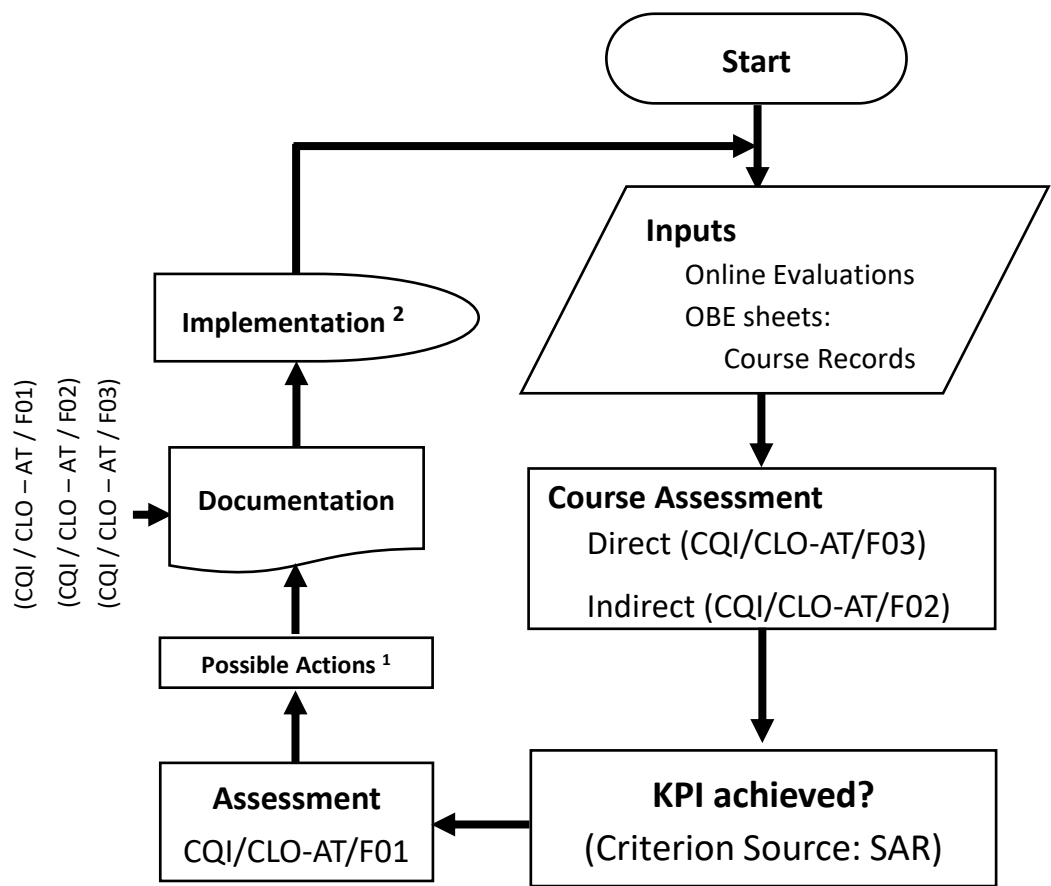 Start
Inputs
Online Evaluations
OBE sheets:
Course Records
Course Assessment
Direct (CQI/CLO-AT/F03)
Indirect (CQI/CLO-AT/F02)
KPI achieved?
(Criterion Source: SAR)
Assessment
CQI/CLO-AT/F01
Possible Actions ¹
Documentation
(CQI / CLO – AT / F01)
(CQI / CLO – AT / F02)
(CQI / CLO – AT / F03)
Implementation ²